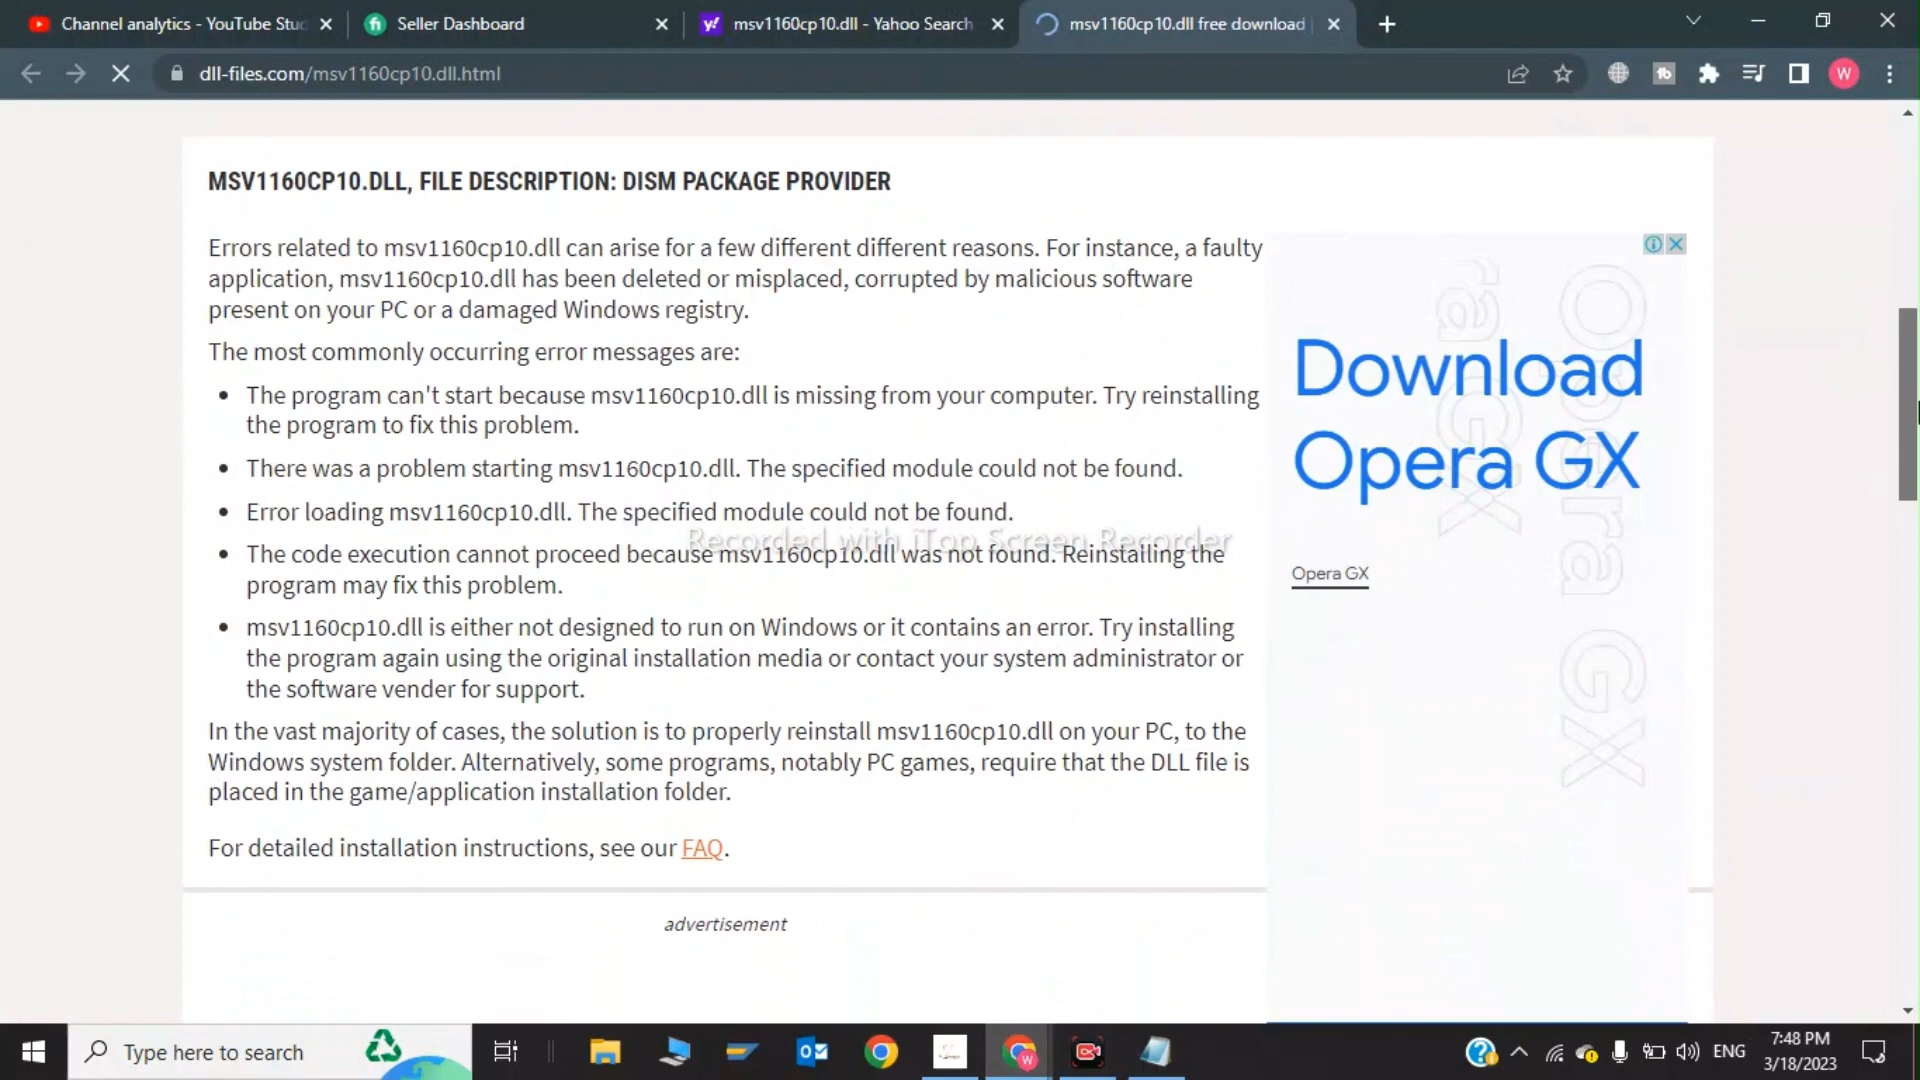 Channel analytics - YouTube Stud
Seller Dashboard
msv1160cp10.dll - Yahoo Search
msv1160cp10.dll free download
dll-files.com/msv1160cp10.dll.html
W
MSV1160CP10.DLL, FILE DESCRIPTION: DISM PACKAGE PROVIDER
Errors related to msv1160cp10.dll can arise for a few different different reasons. For instance, a faulty
application, msv1160cp10.dll has been deleted or misplaced, corrupted by malicious software
present on your PC or a damaged Windows registry.
The most commonly occurring error messages are:
• The program can't start because msv1160cp10.dll is missing from your computer. Try reinstalling
the program to fix this problem.
• There was a problem starting msv1160cp10.dll. The specified module could not be found.
• Error loading msv1160cp10.dll. The specified module could not be found.
• The code execution cannot proceed because msv1160cp10.dll was not found. Reinstalling the
program may fix this problem.
• msv1160cp10.dll is either not designed to run on Windows or it contains an error. Try installing
the program again using the original installation media or contact your system administrator or
the software vender for support.
In the vast majority of cases, the solution is to properly reinstall msv1160cp10.dll on your PC, to the
Windows system folder. Alternatively, some programs, notably PC games, require that the DLL file is
placed in the game/application installation folder.
For detailed installation instructions, see our FAQ.
advertisement
Download
Opera GX
Opera GX
Opera GX
ra GX
Recorded with iTop Screen Recorder
Type here to search
ENG
7:48 PM
3/18/2023